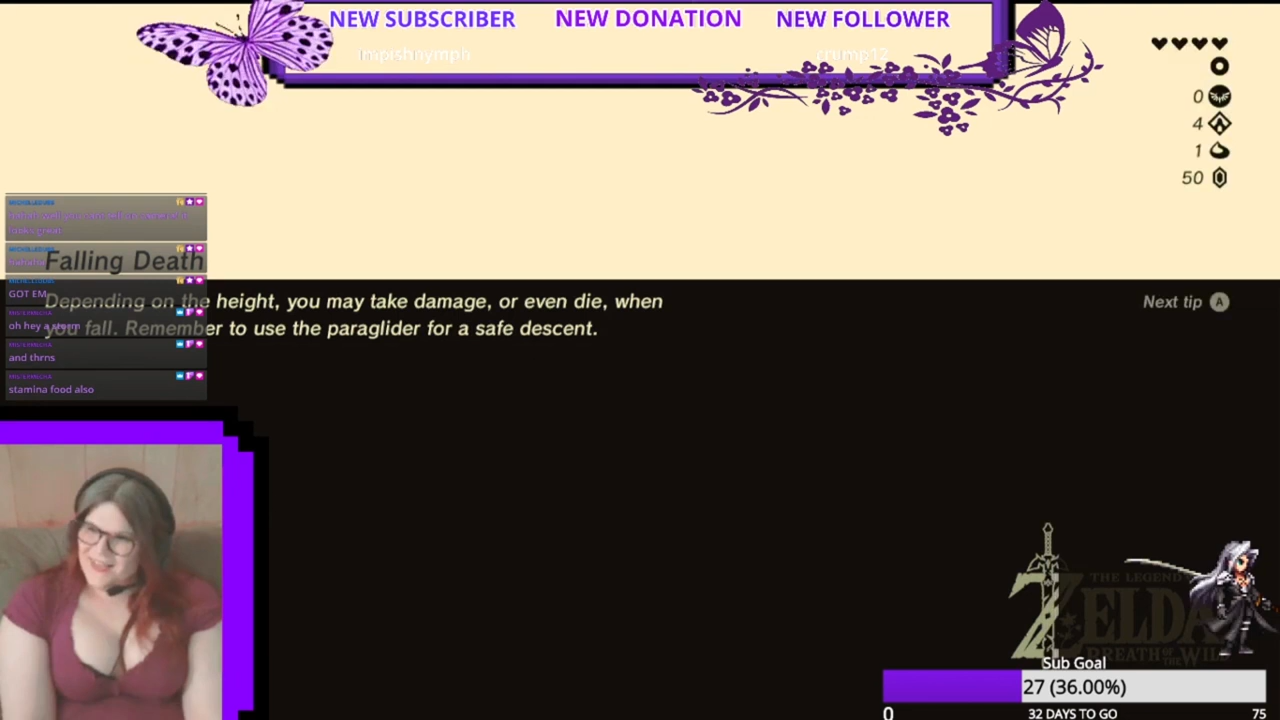 NEW SUBSCRIBER NEW DONATION NEW FOLLOWER
impishnymph crump12
0
4
1
50
Falling Death
GOT EM
Depending on the height, you may take damage, or even die, when
Next tip A
oh hey a storm
you fall. Remember to use the paraglider for a safe descent.
and thrns
stamina food also
THE LEGEND
ZELDA
BREATH OF THE WILD
Sub Goal
27 (36.00%)
0 32 DAYS TO GO 75